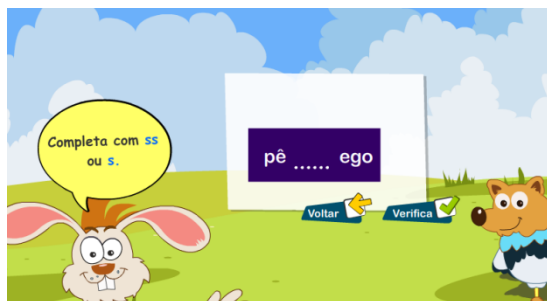 Completa com ss
ou s.
pê ...... ego
Voltar
Verifica